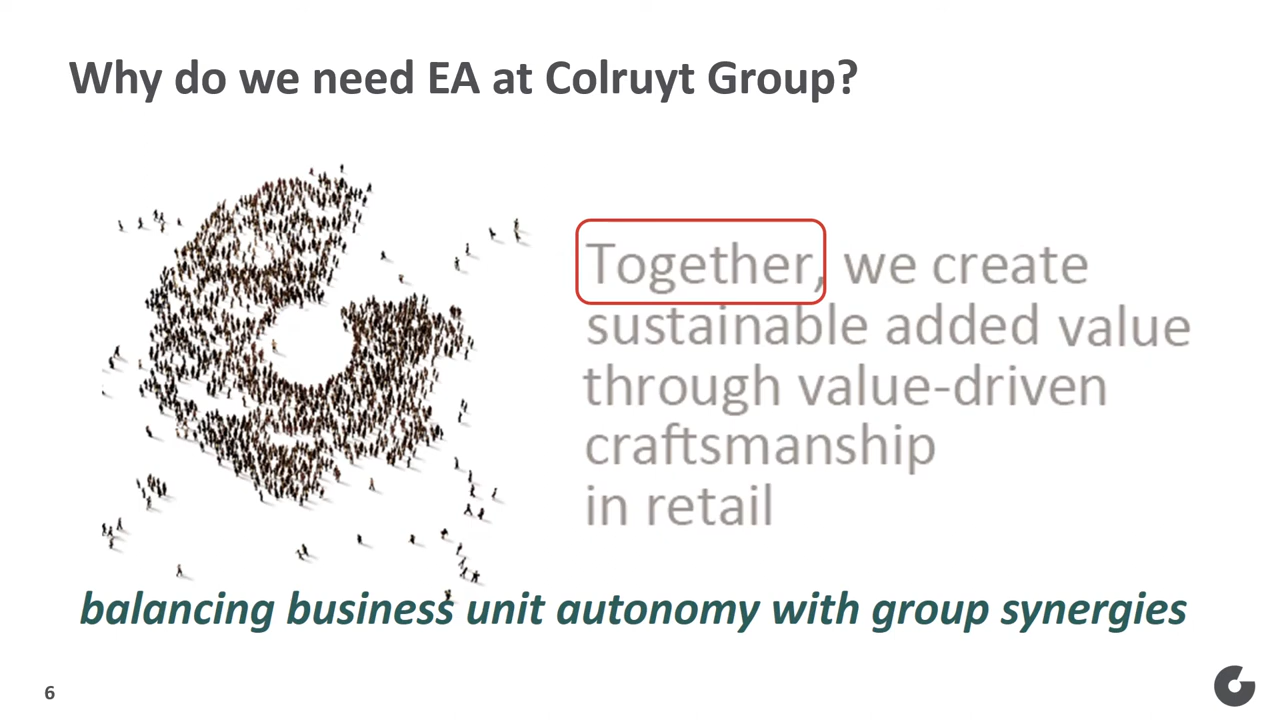 Why do we need EA at Colruyt Group?
Together, we create
sustainable added value
through value-driven
craftsmanship
in retail
balancing business unit autonomy with group synergies
6